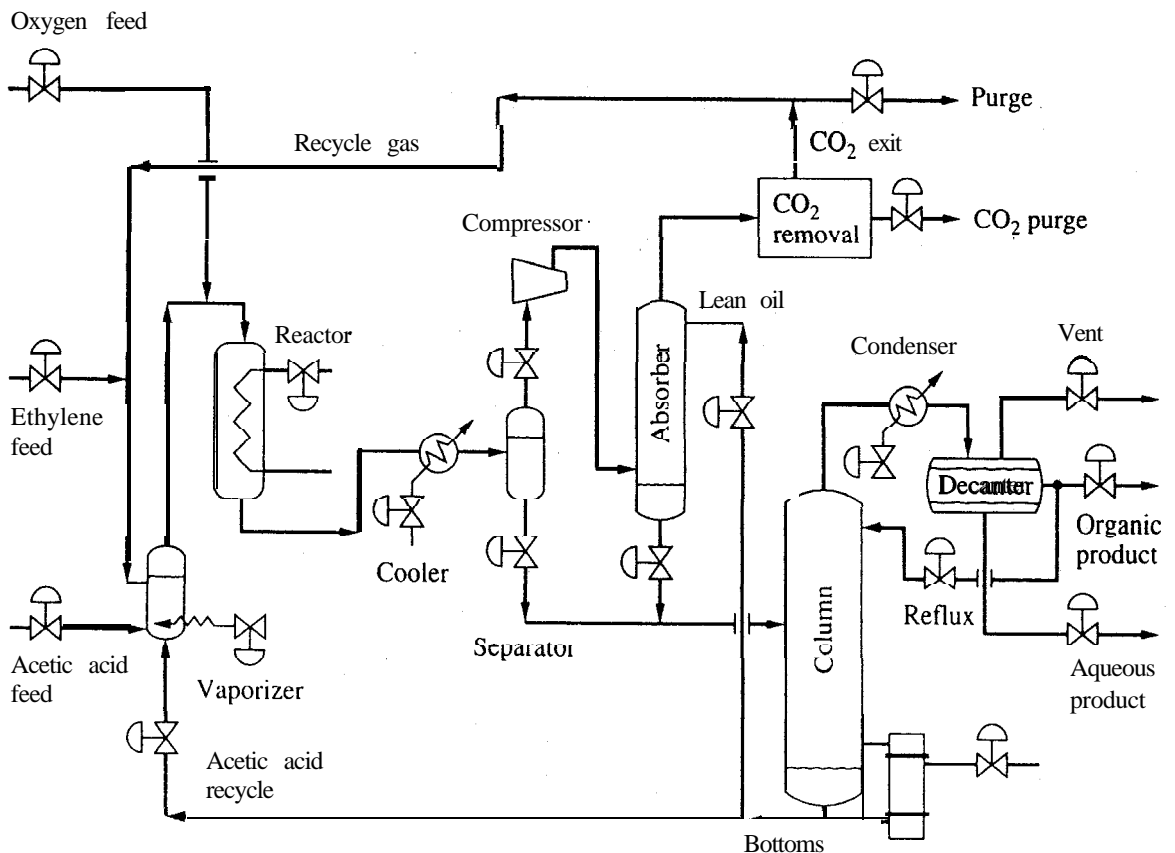 Oxygen feed
Purge
Recycle gas
CO2 exit
CO2
removal
CO2 purge
Compressor
Lean oil
Reactor
Absorber
Condenser
Vent
Ethylene
feed
Decanter
Organic
product
Cooler
Reflux
Column
Separator
Acetic acid
feed
Vaporizer
Aqueous
product
Acetic acid
recycle
Bottoms